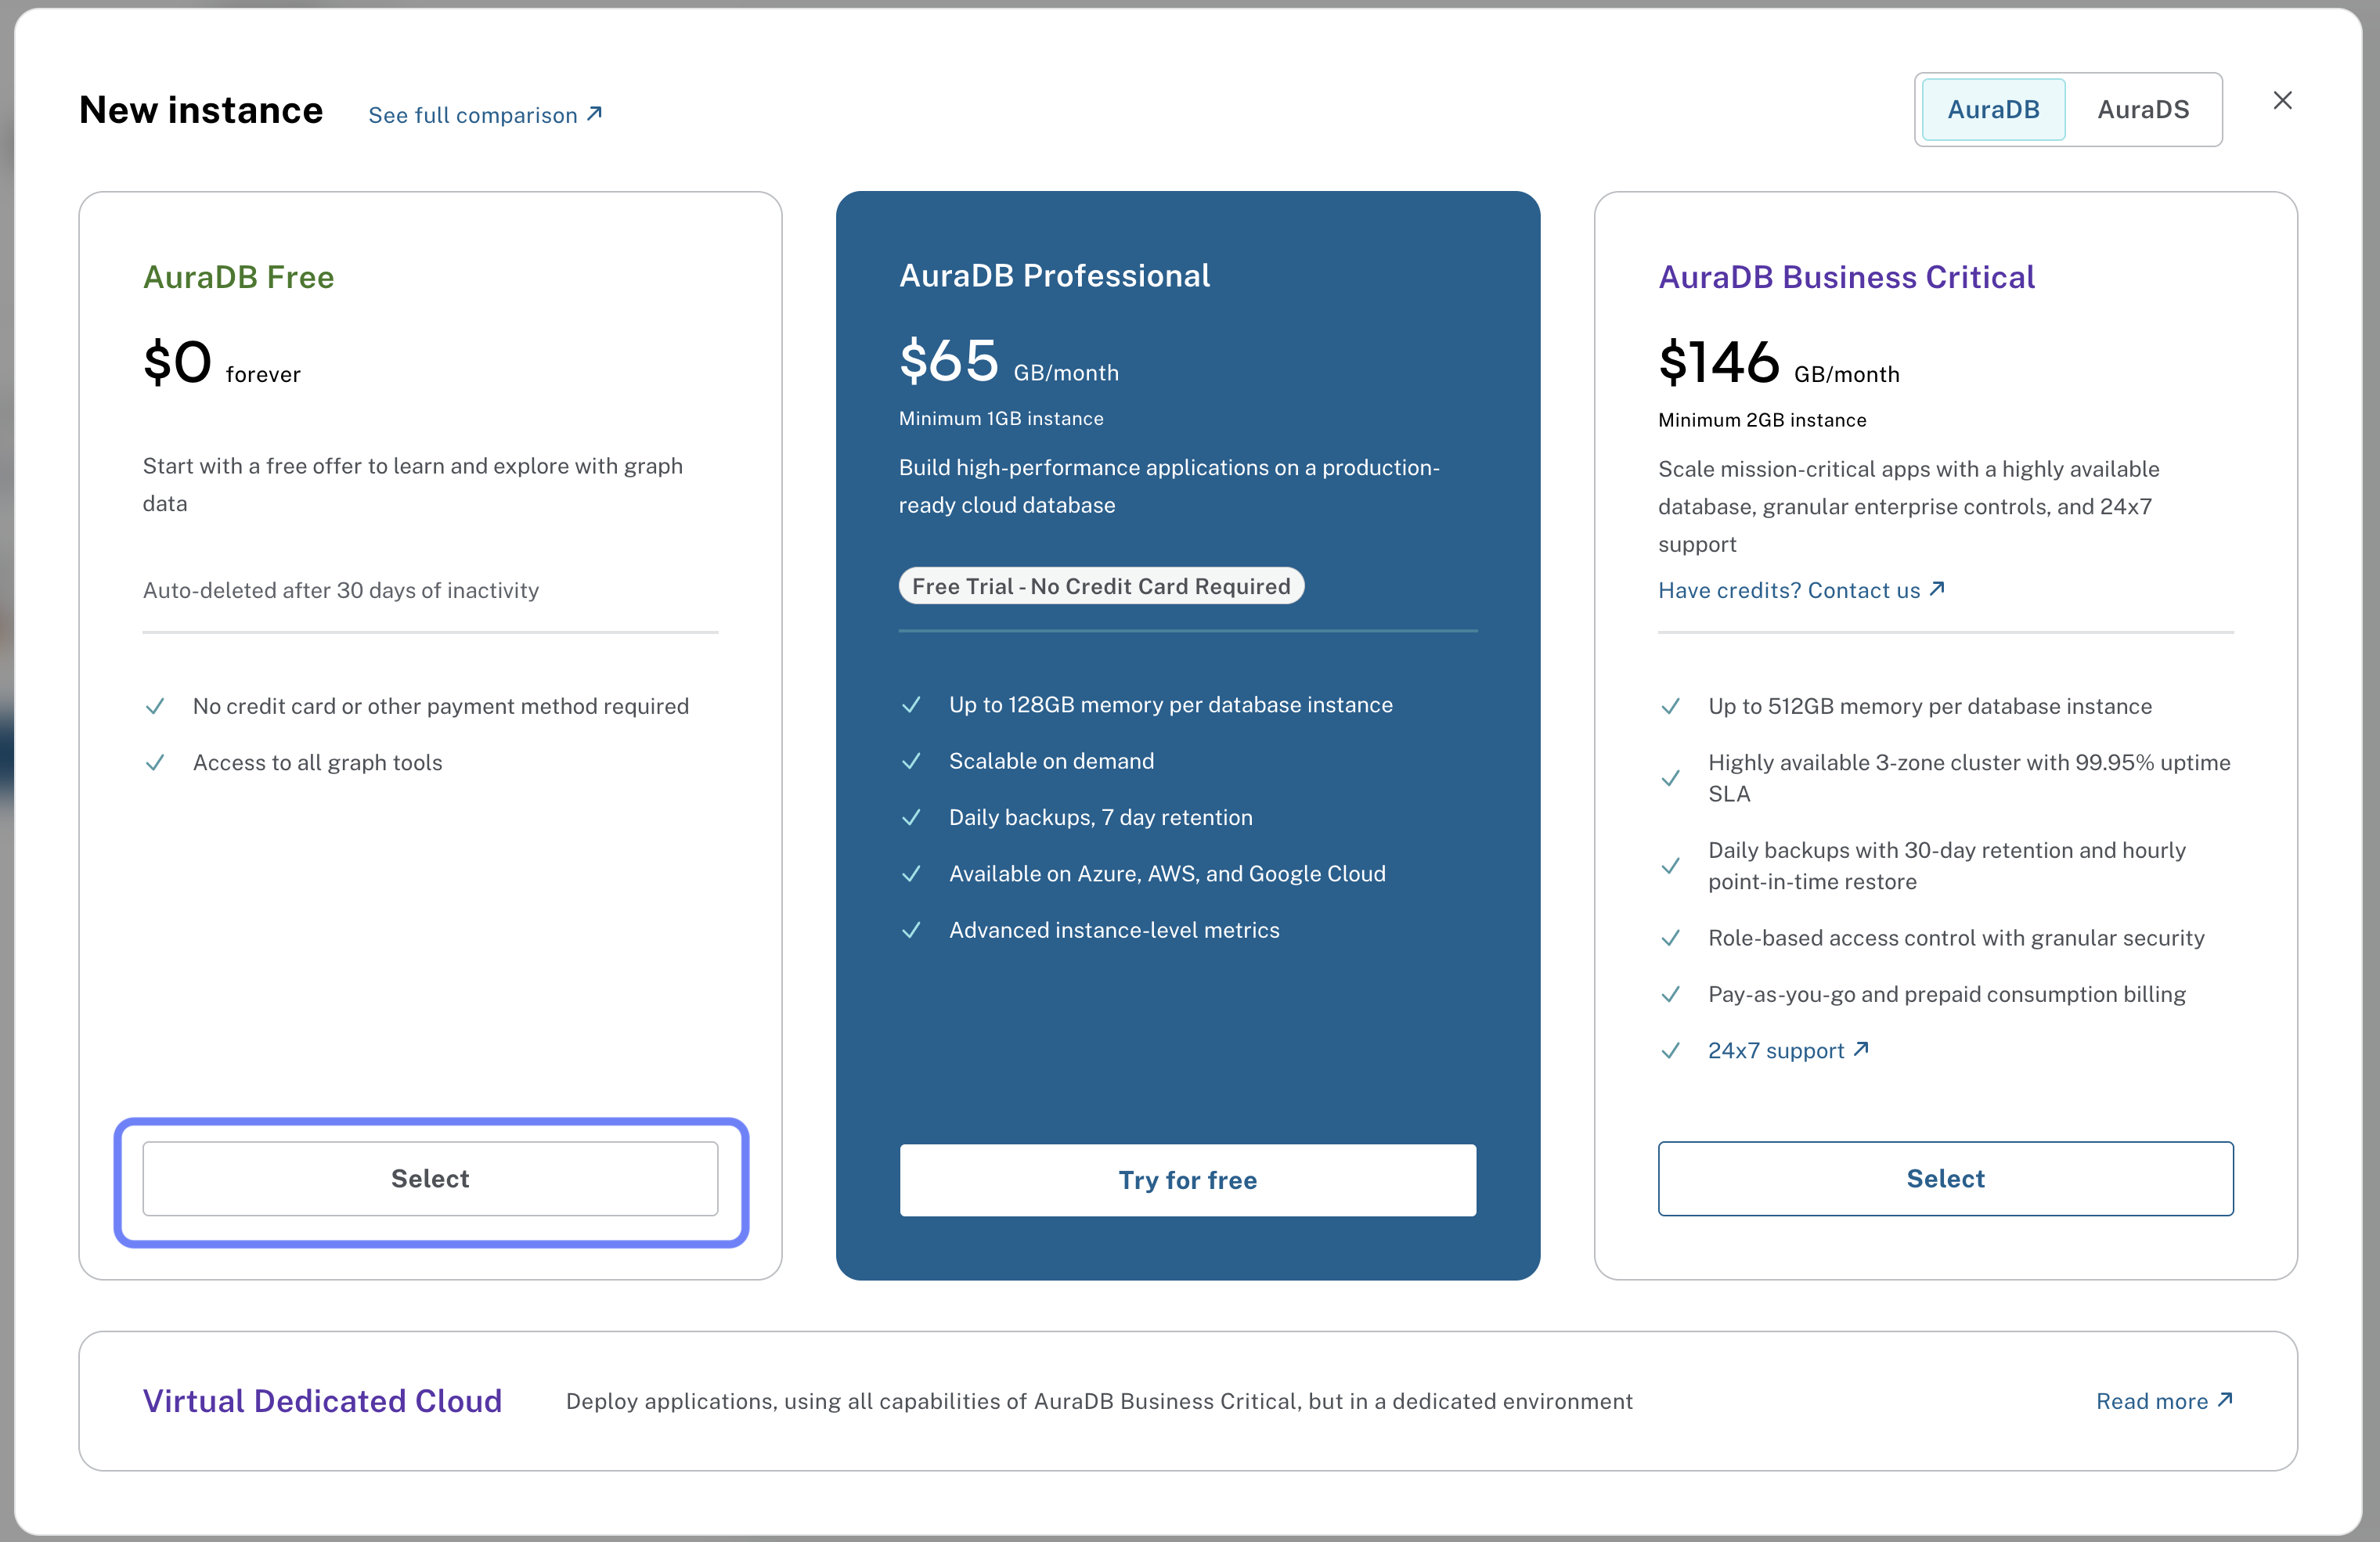 New instance
See full comparison
AuraDB
AuraDS
AuraDB Free
$0 forever
Start with a free offer to learn and explore with graph
data
Auto-deleted after 30 days of inactivity
No credit card or other payment method required
Access to all graph tools
Select
AuraDB Professional
$65 GB/month
Minimum 1GB instance
Build high-performance applications on a production-
ready cloud database
Free Trial - No Credit Card Required
Up to 128GB memory per database instance
Scalable on demand
Daily backups, 7 day retention
Available on Azure, AWS, and Google Cloud
Advanced instance-level metrics
Try for free
AuraDB Business Critical
$146 GB/month
Minimum 2GB instance
Scale mission-critical apps with a highly available
database, granular enterprise controls, and 24x7
support
Have credits? Contact us
Up to 512GB memory per database instance
Highly available 3-zone cluster with 99.95% uptime
SLA
Daily backups with 30-day retention and hourly
point-in-time restore
Role-based access control with granular security
Pay-as-you-go and prepaid consumption billing
24x7 support
Select
Virtual Dedicated Cloud
Deploy applications, using all capabilities of AuraDB Business Critical, but in a dedicated environment
Read more